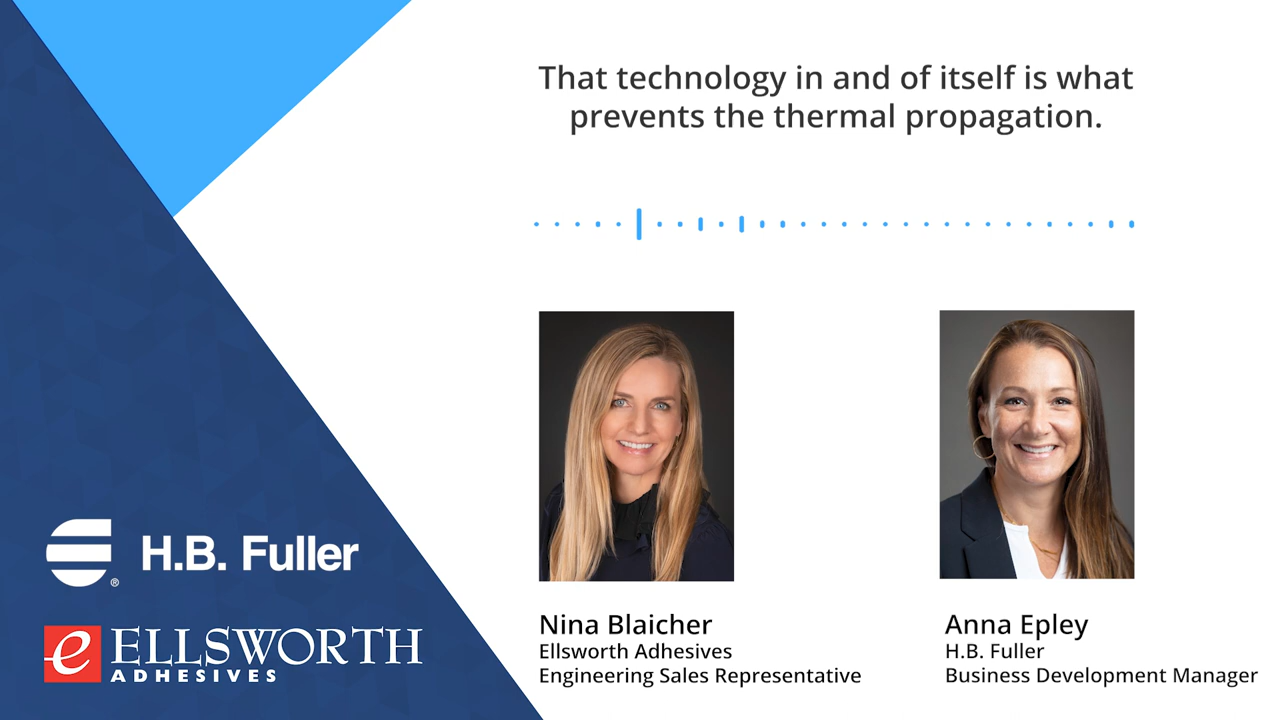 That technology in and of itself is what
prevents the thermal propagation.
H.B. Fuller
®
e ELLSWORTH
ADHESIVES
Nina Blaicher
Ellsworth Adhesives
Engineering Sales Representative
Anna Epley
H.B. Fuller
Business Development Manager